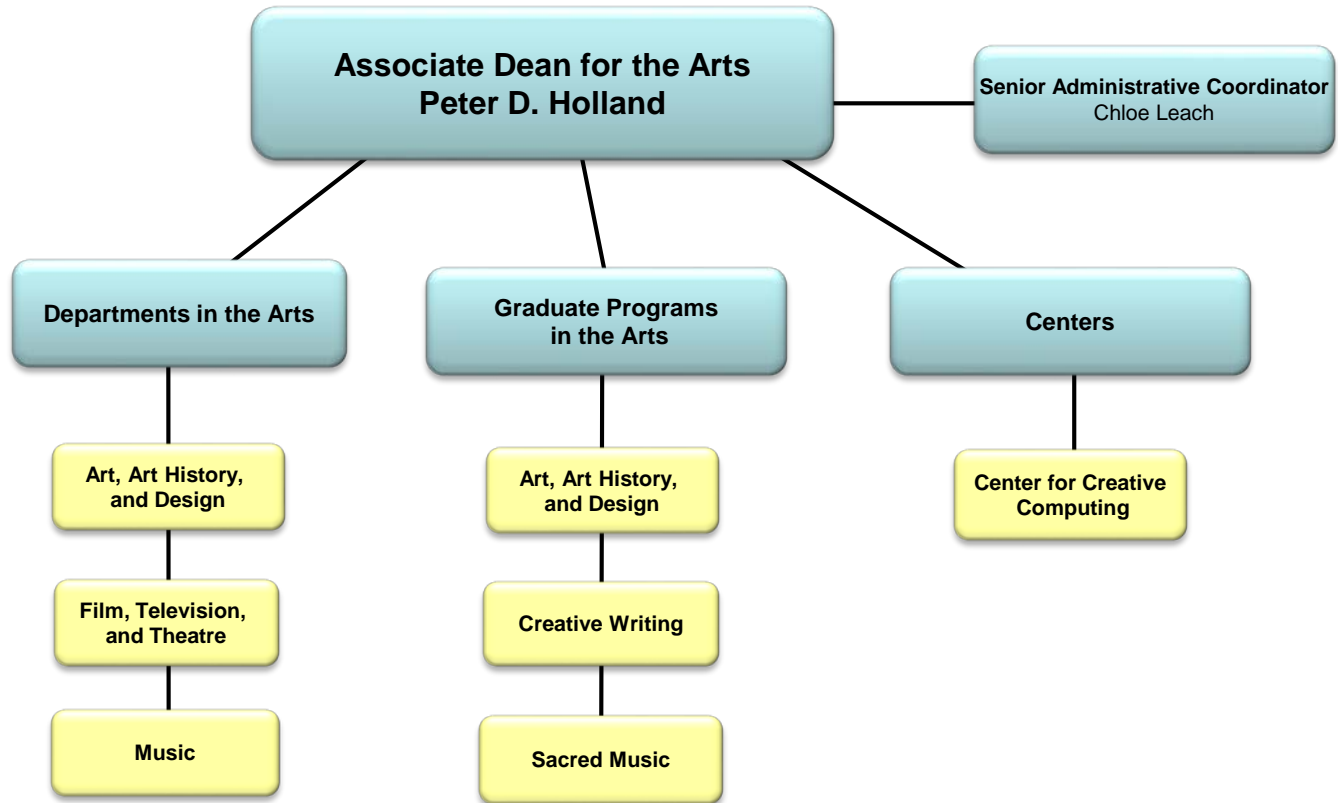 Associate Dean for the Arts
Peter D. Holland
Senior Administrative Coordinator
Chloe Leach
Departments in the Arts
Graduate Programs
in the Arts
Centers
Art, Art History,
and Design
Film, Television,
and Theatre
Music
Art, Art History,
and Design
Creative Writing
Sacred Music
Center for Creative
Computing